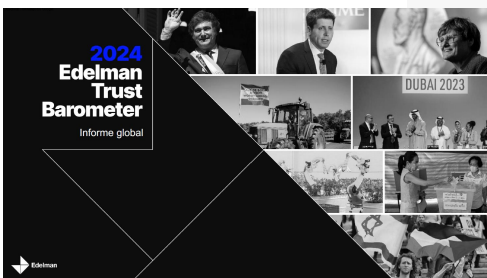 2024
Edelman
Trust
Barometer
Informe global
DUBAI 2023
Edelman